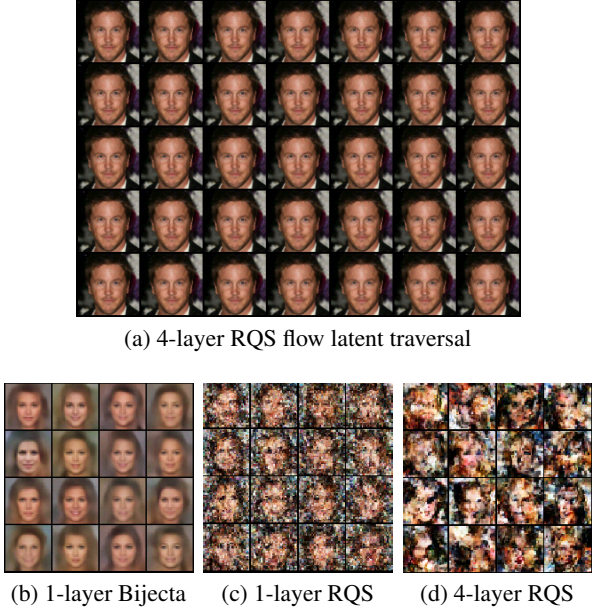 (a) 4-layer RQS flow latent traversal
(b) 1-layer Bijecta (c) 1-layer RQS (d) 4-layer RQS